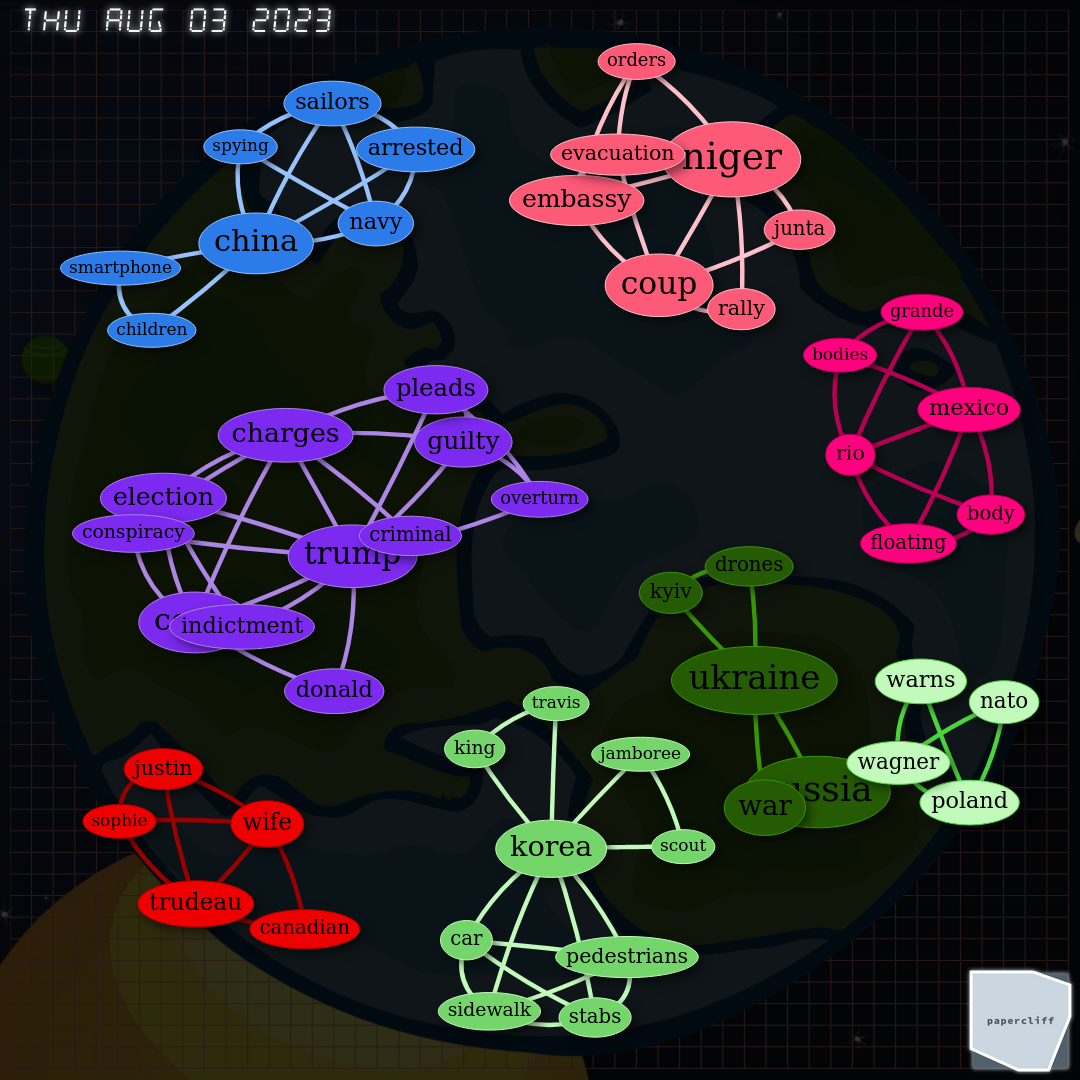 THU AUG 03 2023
orders
sailors
spying
arrested
evacuation
niger
embassy
navy
china
junta
smartphone
coup
children
rally
grande
bodies
pleads
mexico
charges
guilty
rio
election
overturn
body
conspiracy
criminal
floating
trump
drones
kyiv
indictment
ukraine
warns
donald
nato
travis
king
jamboree
wagner
justin
ssia
war
poland
sophie
wife
korea
scout
trudeau
canadian
car
pedestrians
sidewalk
stabs
papercliff